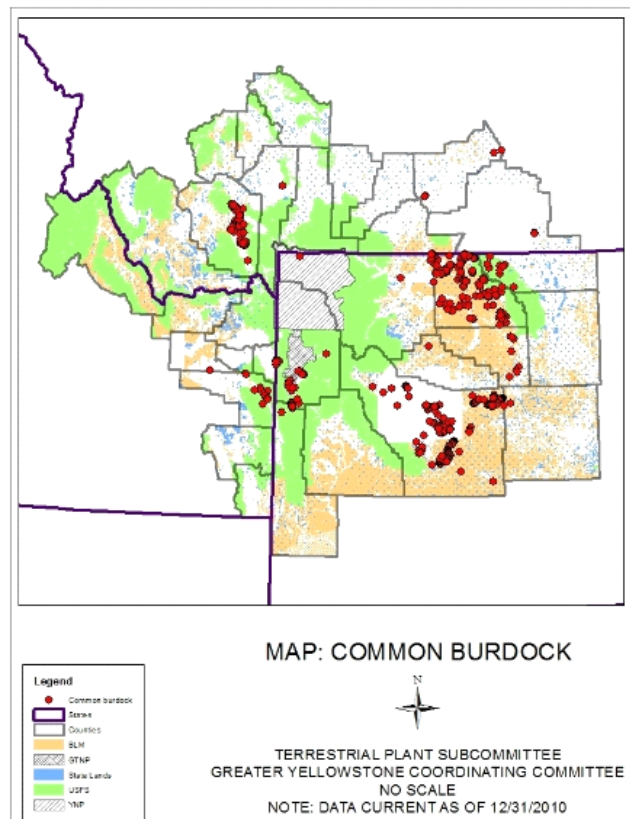 MAP: COMMON BURDOCK
N
TERRESTRIAL PLANT SUBCOMMITTEE
GREATER YELLOWSTONE COORDINATING COMMITTEE
NO SCALE
NOTE: DATA CURRENT AS OF 12/31/2010
Legend
Common burdock
States
Counties
BLM
GTNP
State Lands
USFS
YNP